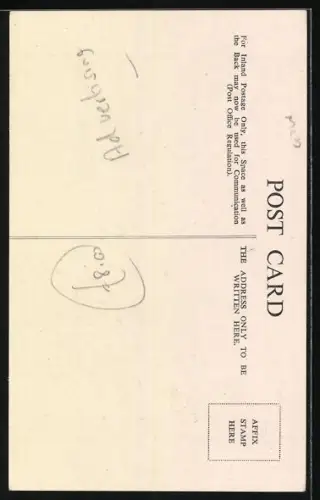 POST CARD
For Inland Postage Only, this Space as well as
the Back may now be used for Communication
(Post Office Regulation).
THE ADDRESS ONLY TO BE
WRITTEN HERE.
AFFIX
STAMP
HERE
Advertising